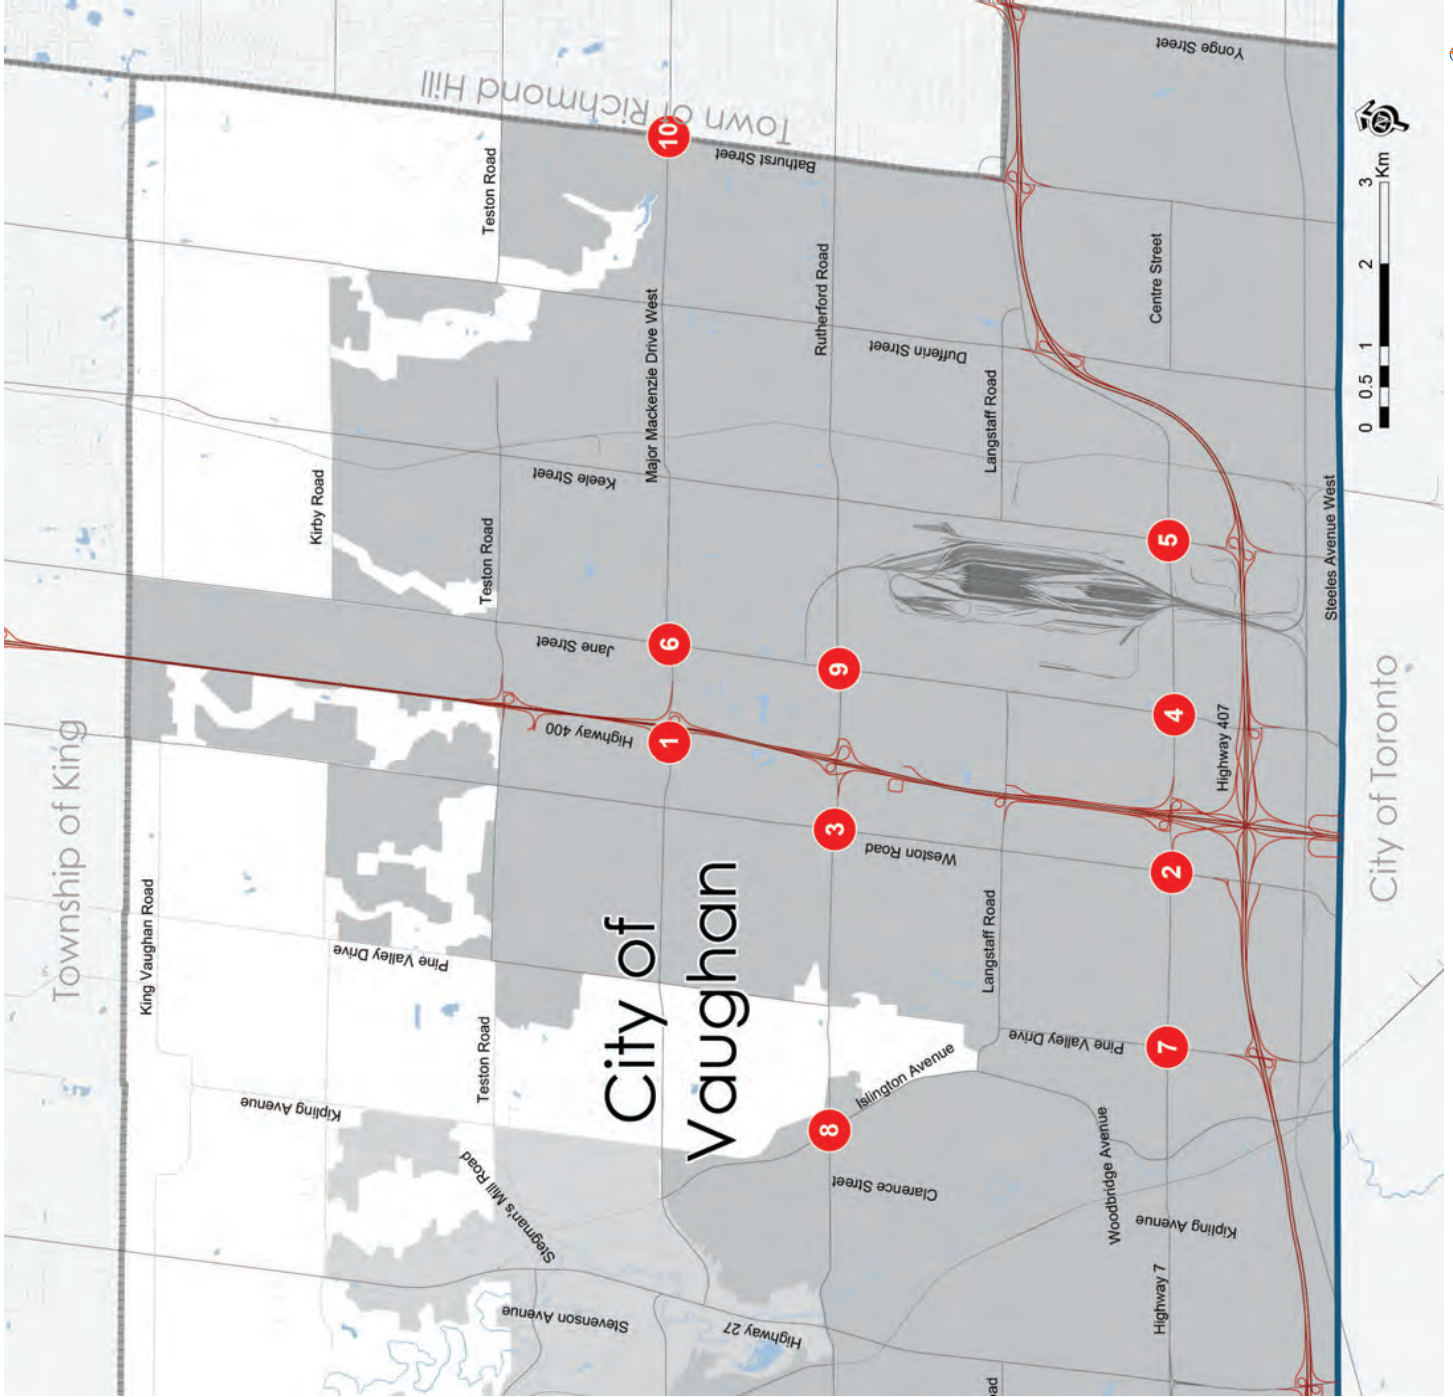 Township of King
Town of Richmond Hill
City of
Vaughan
City of Toronto
King Vaughan Road
Kirby Road
Teston Road
Teston Road
Teston Road
Major Mackenzie Drive West
Rutherford Road
Langstaff Road
Langstaff Road
Centre Street
Highway 7
Highway 407
Steeles Avenue West
Yonge Street
Bathurst Street
Dufferin Street
Keele Street
Jane Street
Highway 400
Weston Road
Pine Valley Drive
Pine Valley Drive
Islington Avenue
Clarence Street
Woodbridge Avenue
Kipling Avenue
Kipling Avenue
Stegman's Mill Road
Stevenson Avenue
Highway 27
ad
1
2
3
4
5
6
7
8
9
10
0 0.5 1 2 3
Km
N